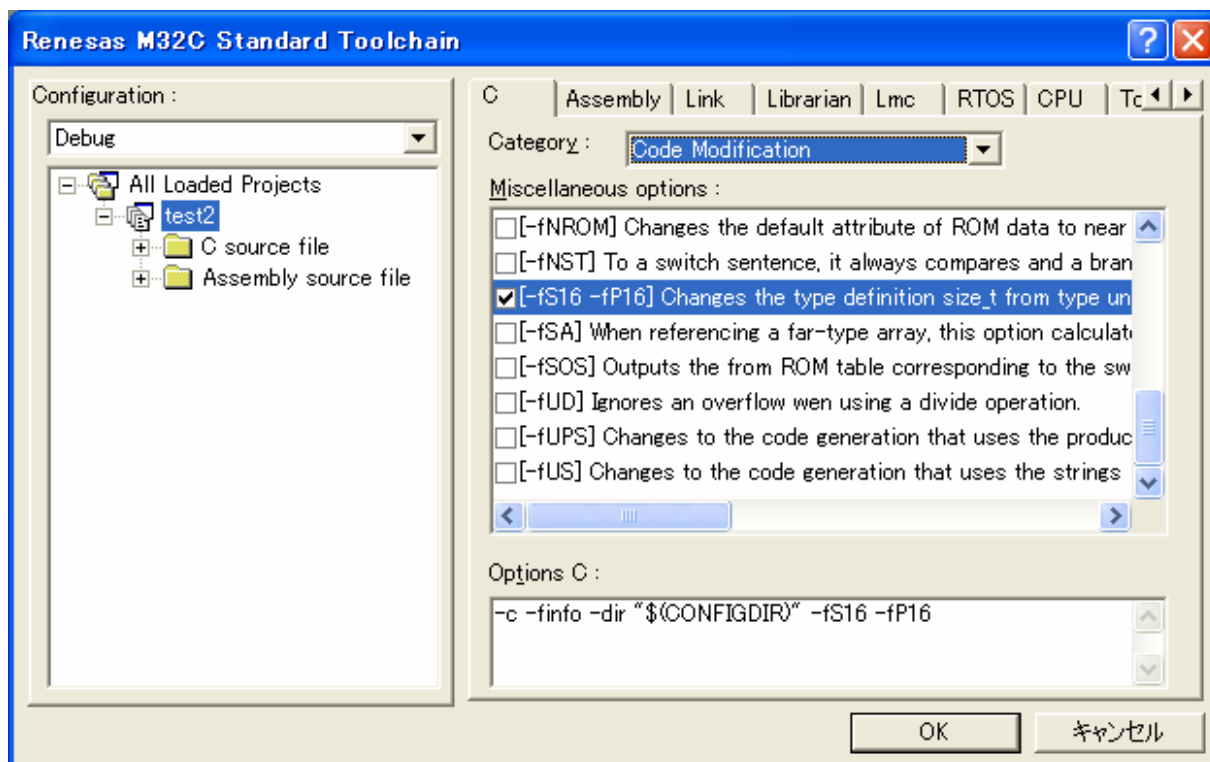 Renesas M32C Standard Toolchain
Configuration :
Debug
All Loaded Projects
test2
C source file
Assembly source file
C Assembly Link Librarian Lmc RTOS CPU To
Category : Code Modification
Miscellaneous options :
[-fNROM] Changes the default attribute of ROM data to near
[-fNST] To a switch sentence, it always compares and a bran
[-fS16 -fP16] Changes the type definition size_t from type un
[-fSA] When referencing a far-type array, this option calculat
[-fSOS] Outputs the from ROM table corresponding to the sw
[-fUD] Ignores an overflow wen using a divide operation.
[-fUPS] Changes to the code generation that uses the produc
[-fUS] Changes to the code generation that uses the strings
Options C :
-c -finfo -dir "$(CONFIGDIR)" -fS16 -fP16
OK キャンセル